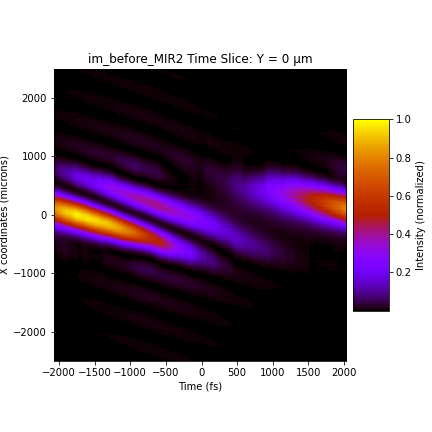 im_before_MIR2 Time Slice: Y = 0 μm
2000
1000
0
−1000
−2000
X coordinates (microns)
−2000 −1500 −1000 −500 0 500 1000 1500 2000
Time (fs)
1.0
0.8
0.6
0.4
0.2
Intensity (normalized)